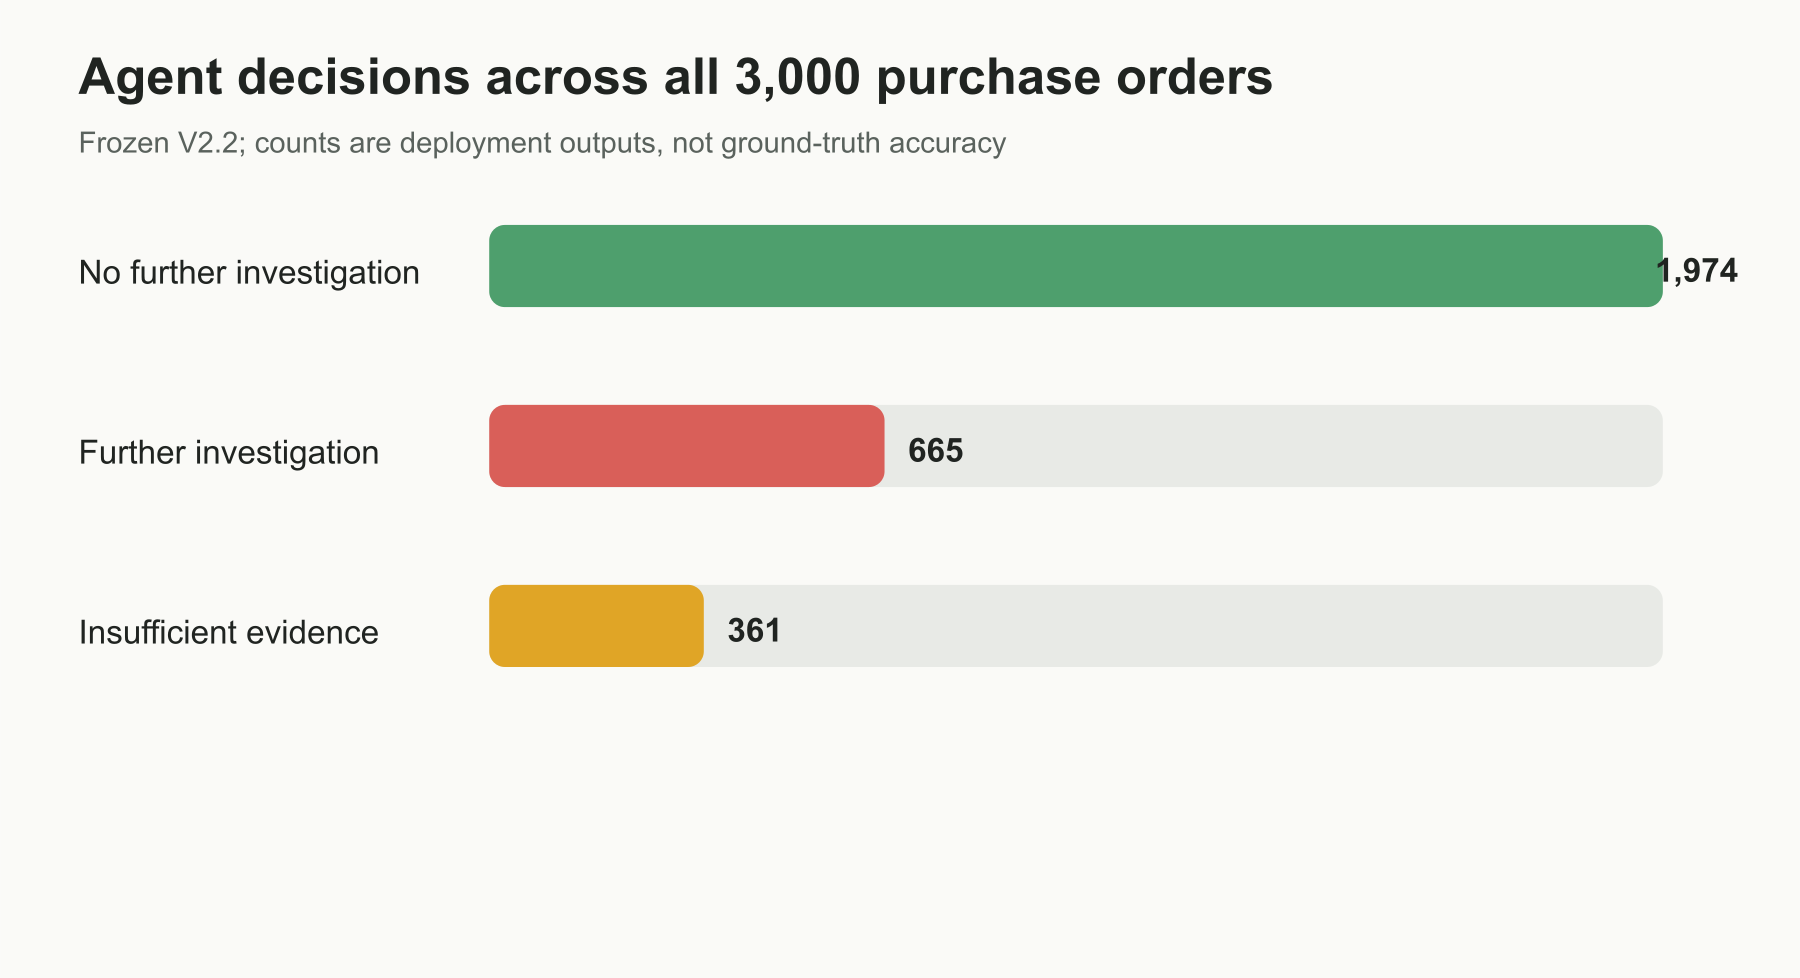 Agent decisions across all 3,000 purchase orders
Frozen V2.2; counts are deployment outputs, not ground-truth accuracy
No further investigation 1,974
Further investigation 665
Insufficient evidence 361